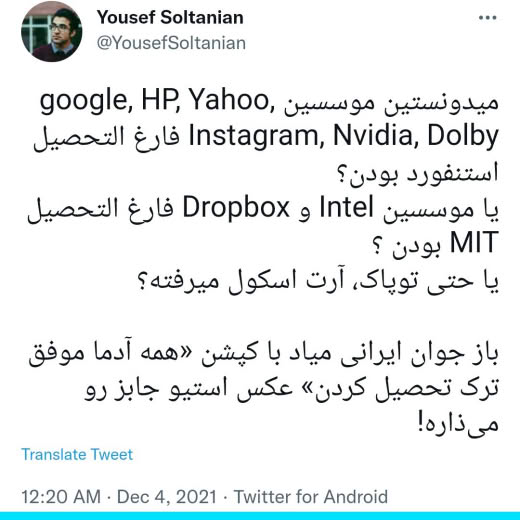 Yousef Soltanian
@YousefSoltanian
میدونستین موسسین google, HP, Yahoo,
Instagram, Nvidia, Dolby فارغ التحصیل
استنفورد بودن؟
یا موسسین Intel و Dropbox فارغ التحصیل
MIT بودن ؟
یا حتی توپاک، آرت اسکول میرفته؟
باز جوان ایرانی میاد با کپشن «همه آدما موفق
ترک تحصیل کردن» عکس استیو جابز رو
می‌ذاره!
Translate Tweet
12:20 AM · Dec 4, 2021 · Twitter for Android